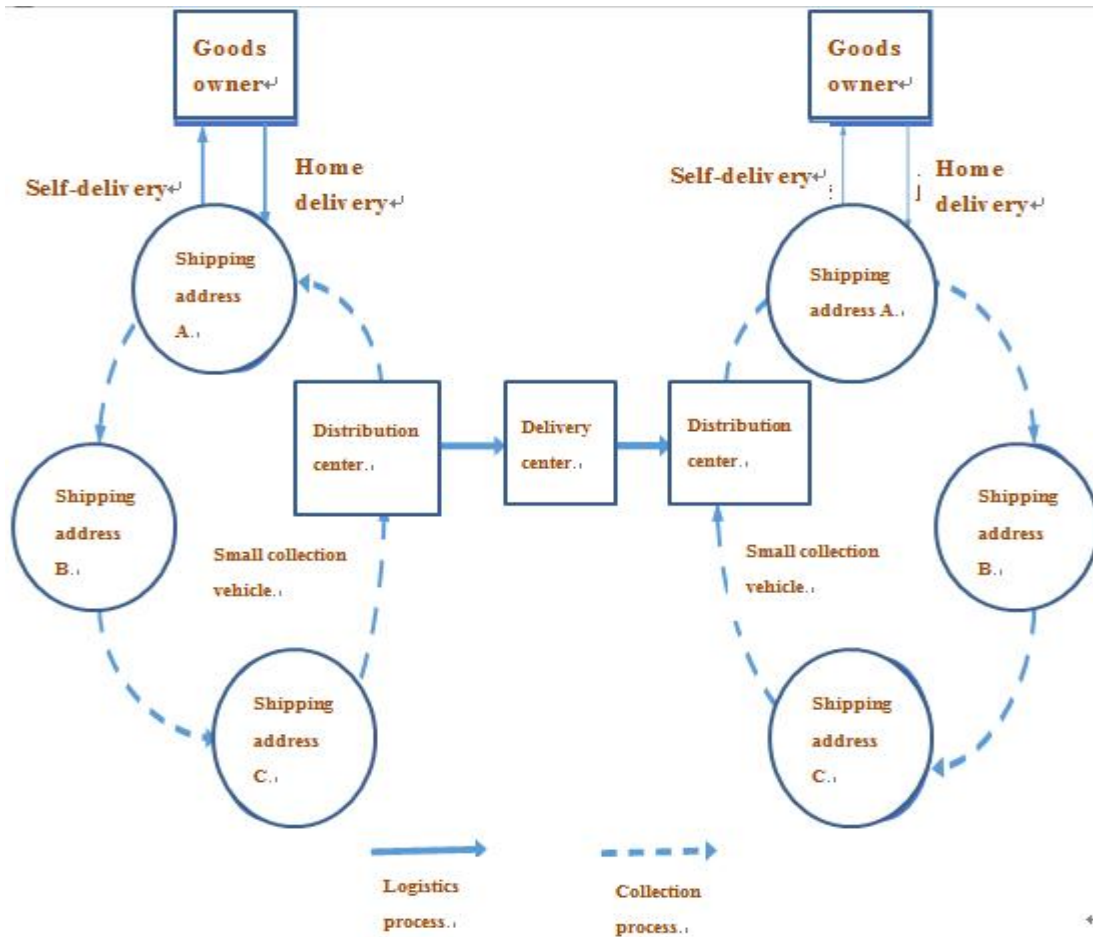 Goods
owner↵
Goods
owner↵
Self-delivery↵
Home
delivery↵
Self-delivery↵
Home
delivery↵
Shipping
address
A.
Shipping
address A.
Distribution
center.
Delivery
center.
Distribution
center.
Shipping
address
B.
Shipping
address
B.
Small collection
vehicle.
Small collection
vehicle.
Shipping
address
C.
Shipping
address
C.
Logistics
process.
Collection
process.